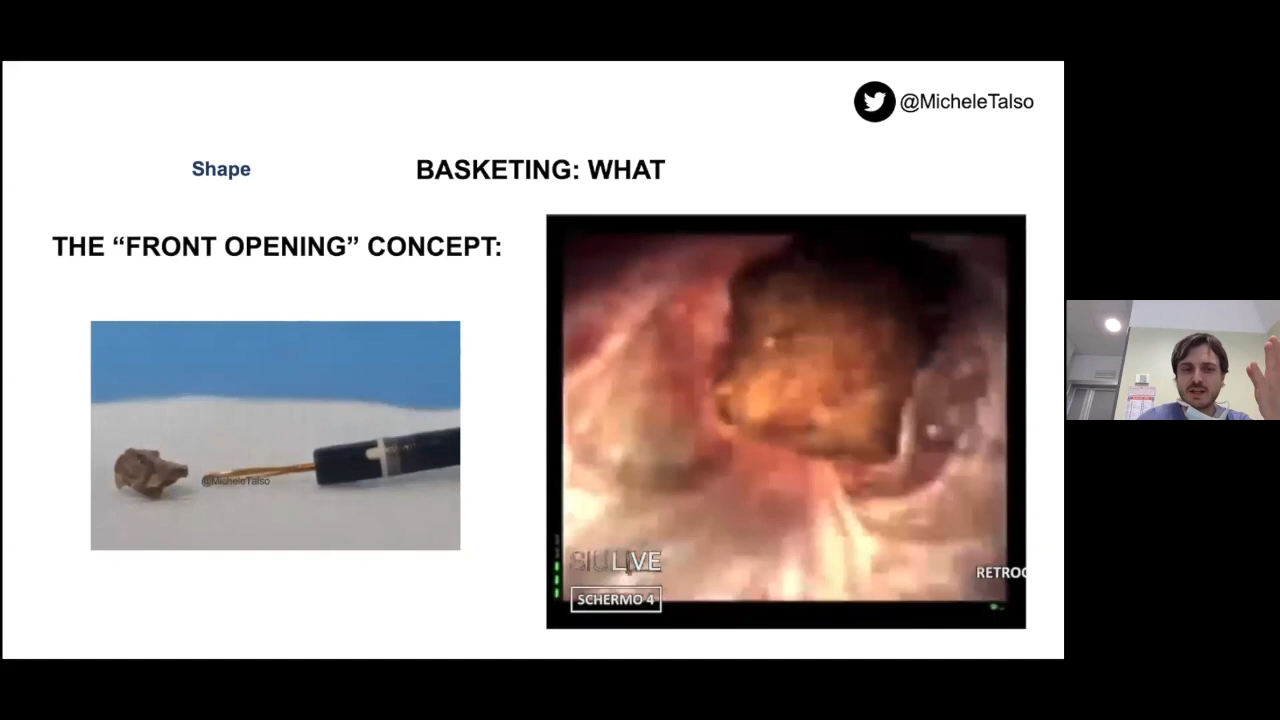 @MicheleTalso
Shape
BASKETING: WHAT
THE “FRONT OPENING” CONCEPT:
@MicheleTalso
SIU LIVE
SCHERMO 4
RETROG